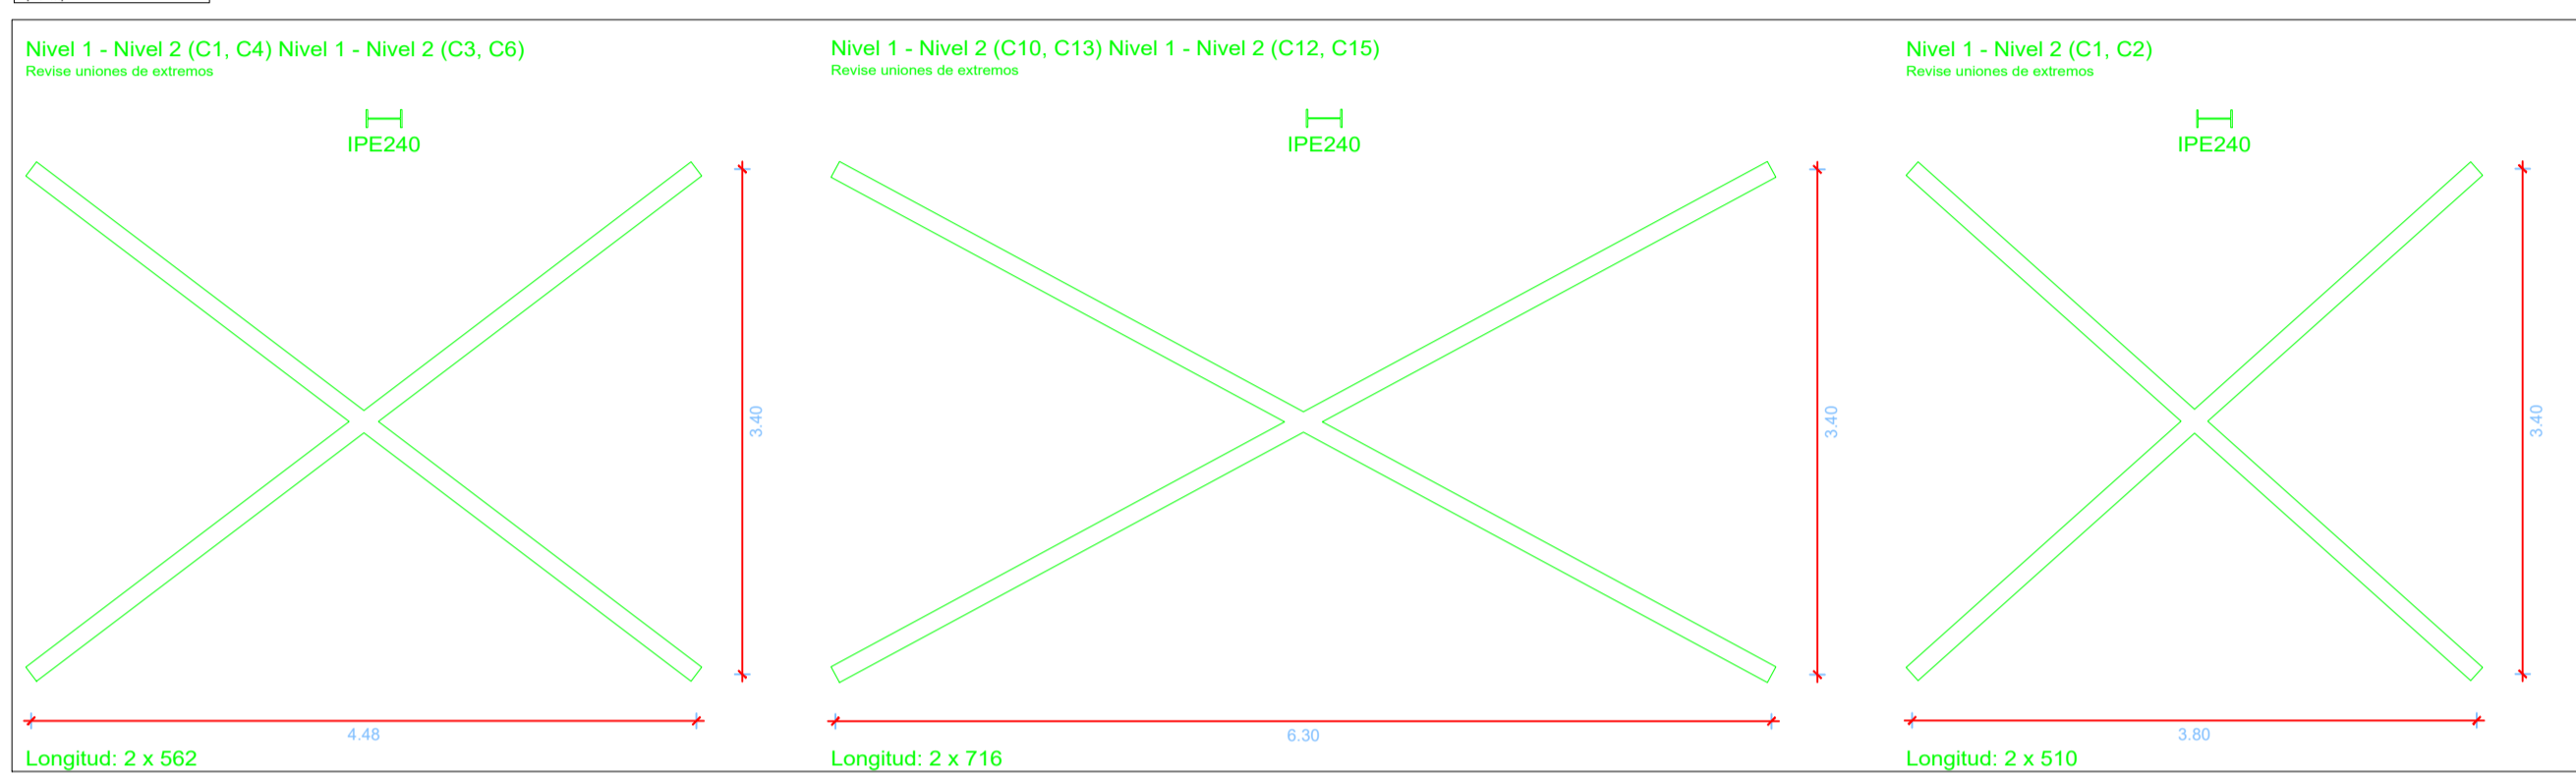 Nivel 1 - Nivel 2 (C1, C4) Nivel 1 - Nivel 2 (C3, C6)
Revise uniones de extremos
IPE240
3.40
4.48
Longitud: 2 x 562
Nivel 1 - Nivel 2 (C10, C13) Nivel 1 - Nivel 2 (C12, C15)
Revise uniones de extremos
IPE240
3.40
6.30
Longitud: 2 x 716
Nivel 1 - Nivel 2 (C1, C2)
Revise uniones de extremos
IPE240
3.40
3.80
Longitud: 2 x 510